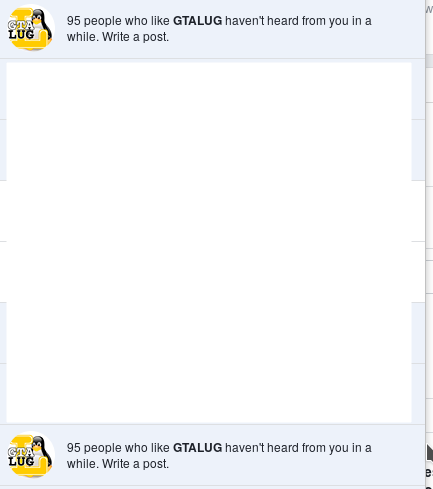 GTA
LUG
95 people who like GTALUG haven't heard from you in a
while. Write a post.
GTA
LUG
95 people who like GTALUG haven't heard from you in a
while. Write a post.